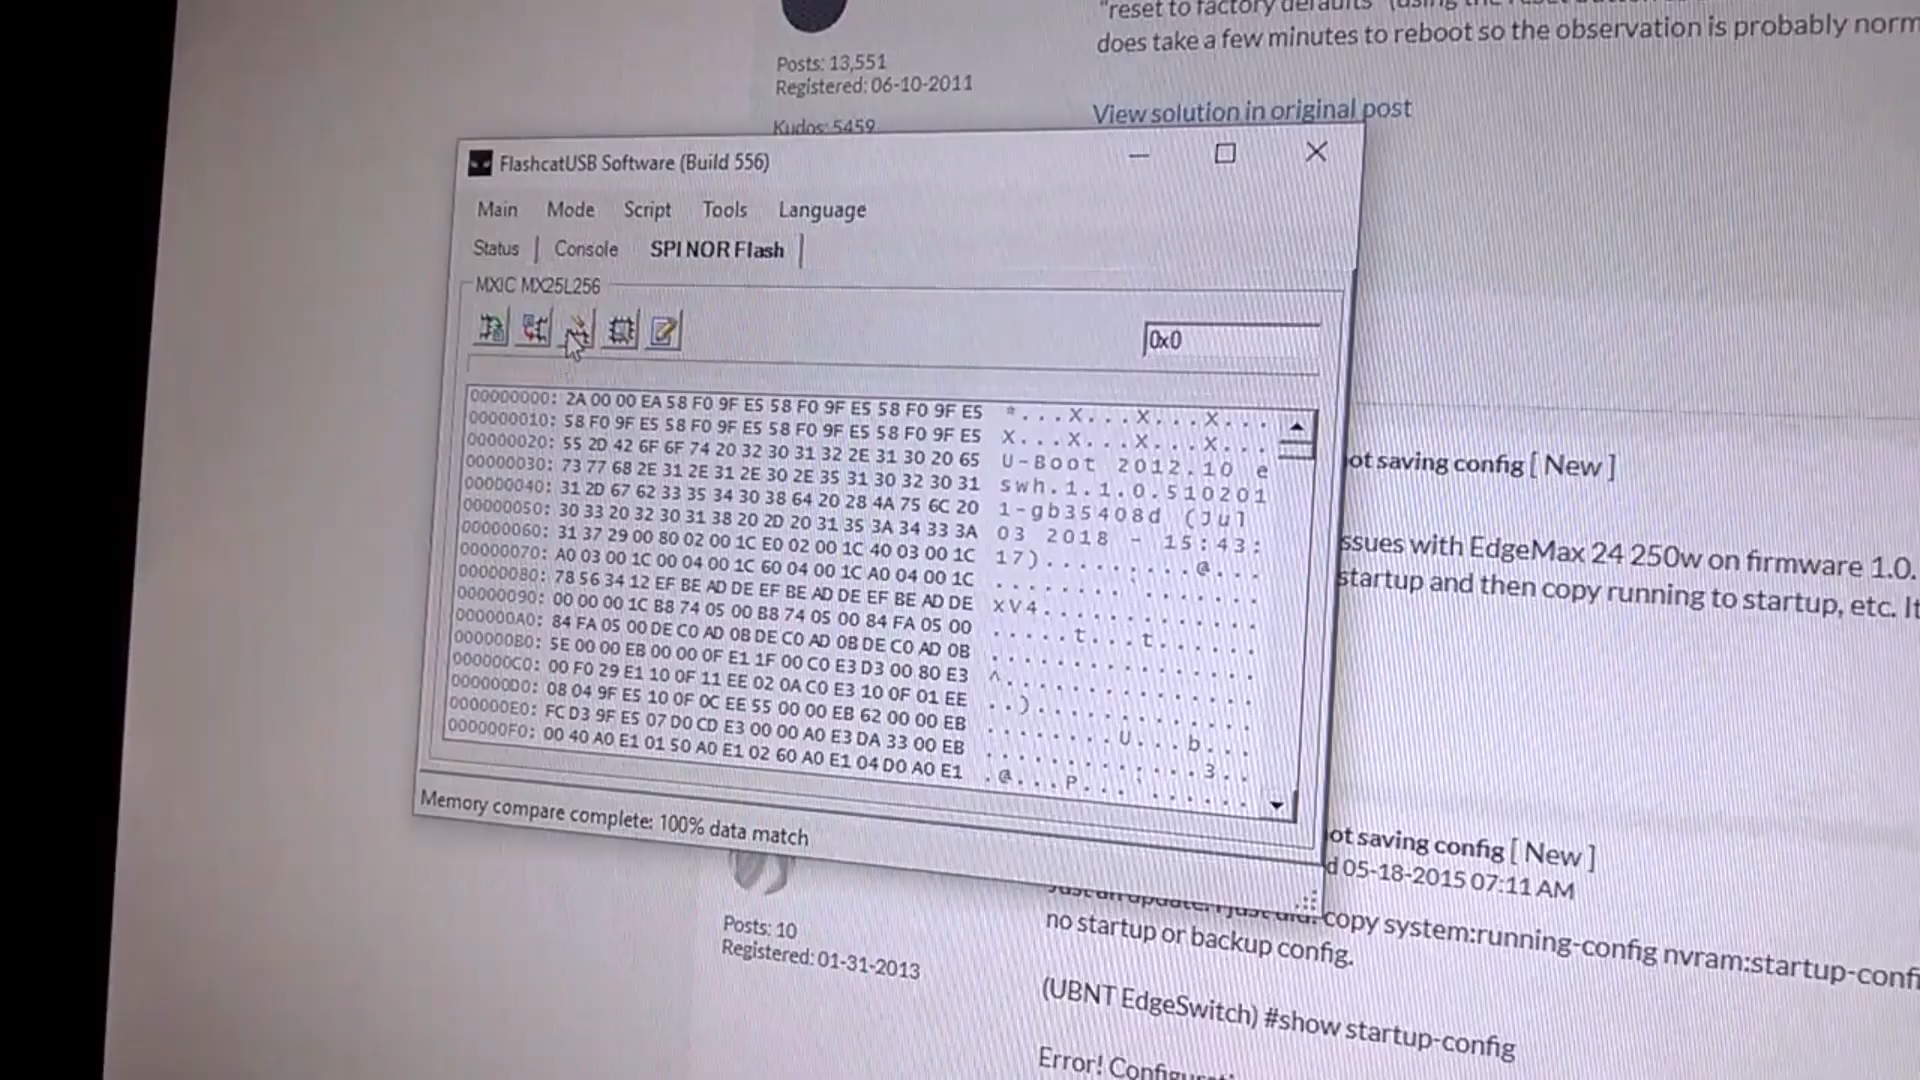 "reset to factory defaults" (using the reset button
does take a few minutes to reboot so the observation is probably norm
Posts: 13,551
Registered: 06-10-2011
Kudos: 5459
View solution in original post
FlashcatUSB Software (Build 556)
Main Mode Script Tools Language
Status Console SPI NOR Flash
MXIC MX25L256
0x0
00000000: 2A 00 00 EA 58 F0 9F E5 58 F0 9F E5 58 F0 9F E5 *...X...X...X...
00000010: 58 F0 9F E5 58 F0 9F E5 58 F0 9F E5 58 F0 9F E5 X...X...X...X...
00000020: 55 2D 42 6F 6F 74 20 32 30 31 32 2E 31 30 20 65 U-Boot 2012.10 e
00000030: 73 77 68 2E 31 2E 31 2E 30 2E 35 31 30 32 30 31 swh.1.1.0.510201
00000040: 31 2D 67 62 33 35 34 30 38 64 20 28 4A 75 6C 20 1-gb35408d (Jul
00000050: 30 33 20 32 30 31 38 20 2D 20 31 35 3A 34 33 3A 03 2018 - 15:43:
00000060: 31 37 29 00 80 02 00 1C E0 02 00 1C 40 03 00 1C 17).........@...
00000070: A0 03 00 1C 00 04 00 1C 60 04 00 1C A0 04 00 1C ........`.......
00000080: 78 56 34 12 EF BE AD DE EF BE AD DE EF BE AD DE xV4.............
00000090: 00 00 00 1C B8 74 05 00 B8 74 05 00 84 FA 05 00 .....t...t......
000000A0: 84 FA 05 00 DE C0 AD 0B DE C0 AD 0B DE C0 AD 0B ................
000000B0: 5E 00 00 EB 00 00 0F E1 1F 00 C0 E3 D3 00 80 E3 ^...............
000000C0: 00 F0 29 E1 10 0F 11 EE 02 0A C0 E3 10 0F 01 EE ..).............
000000D0: 08 04 9F E5 10 0F 0C EE 55 00 00 EB 62 00 00 EB ........U...b...
000000E0: FC D3 9F E5 07 D0 CD E3 00 00 A0 E3 DA 33 00 EB .............3..
000000F0: 00 40 A0 E1 01 50 A0 E1 02 60 A0 E1 04 D0 A0 E1 .@...P...`......
Memory compare complete: 100% data match
ot saving config [ New ]
ssues with EdgeMax 24 250w on firmware 1.0.
startup and then copy running to startup, etc. It
ot saving config [ New ]
d 05-18-2015 07:11 AM
Posts: 10
Registered: 01-31-2013
Just an update. I just did: copy system:running-config nvram:startup-confi
no startup or backup config.
(UBNT EdgeSwitch) #show startup-config
Error!